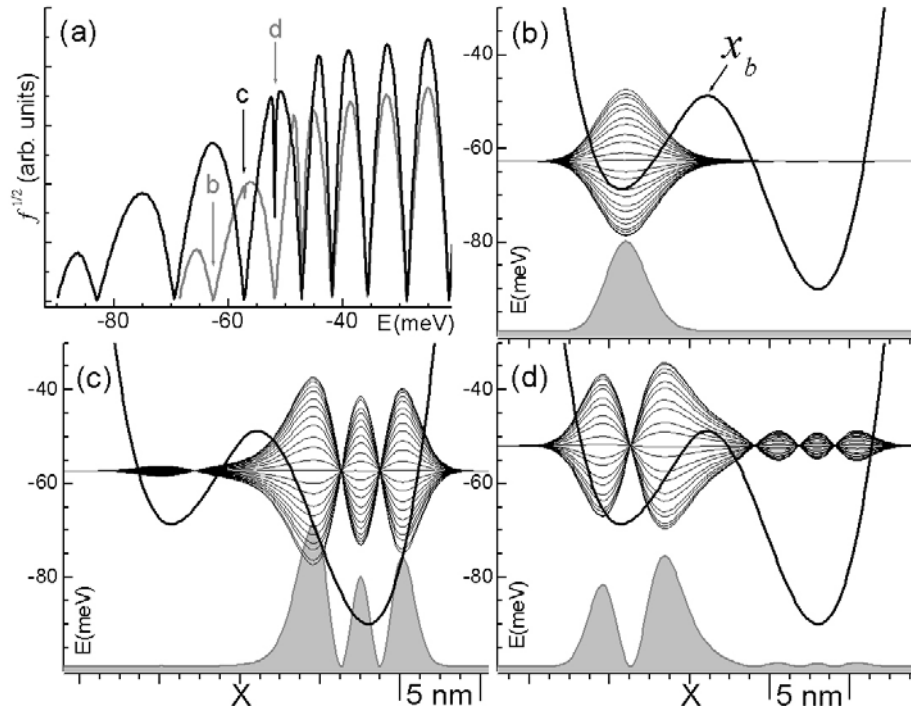 (a)
d
c
b
f^{1/2} (arb. units)
-80
-60
-40
E(meV)
(b)
x_b
-40
-60
-80
E(meV)
(c)
-40
-60
-80
E(meV)
X
5 nm
(d)
-40
-60
-80
E(meV)
X
5 nm